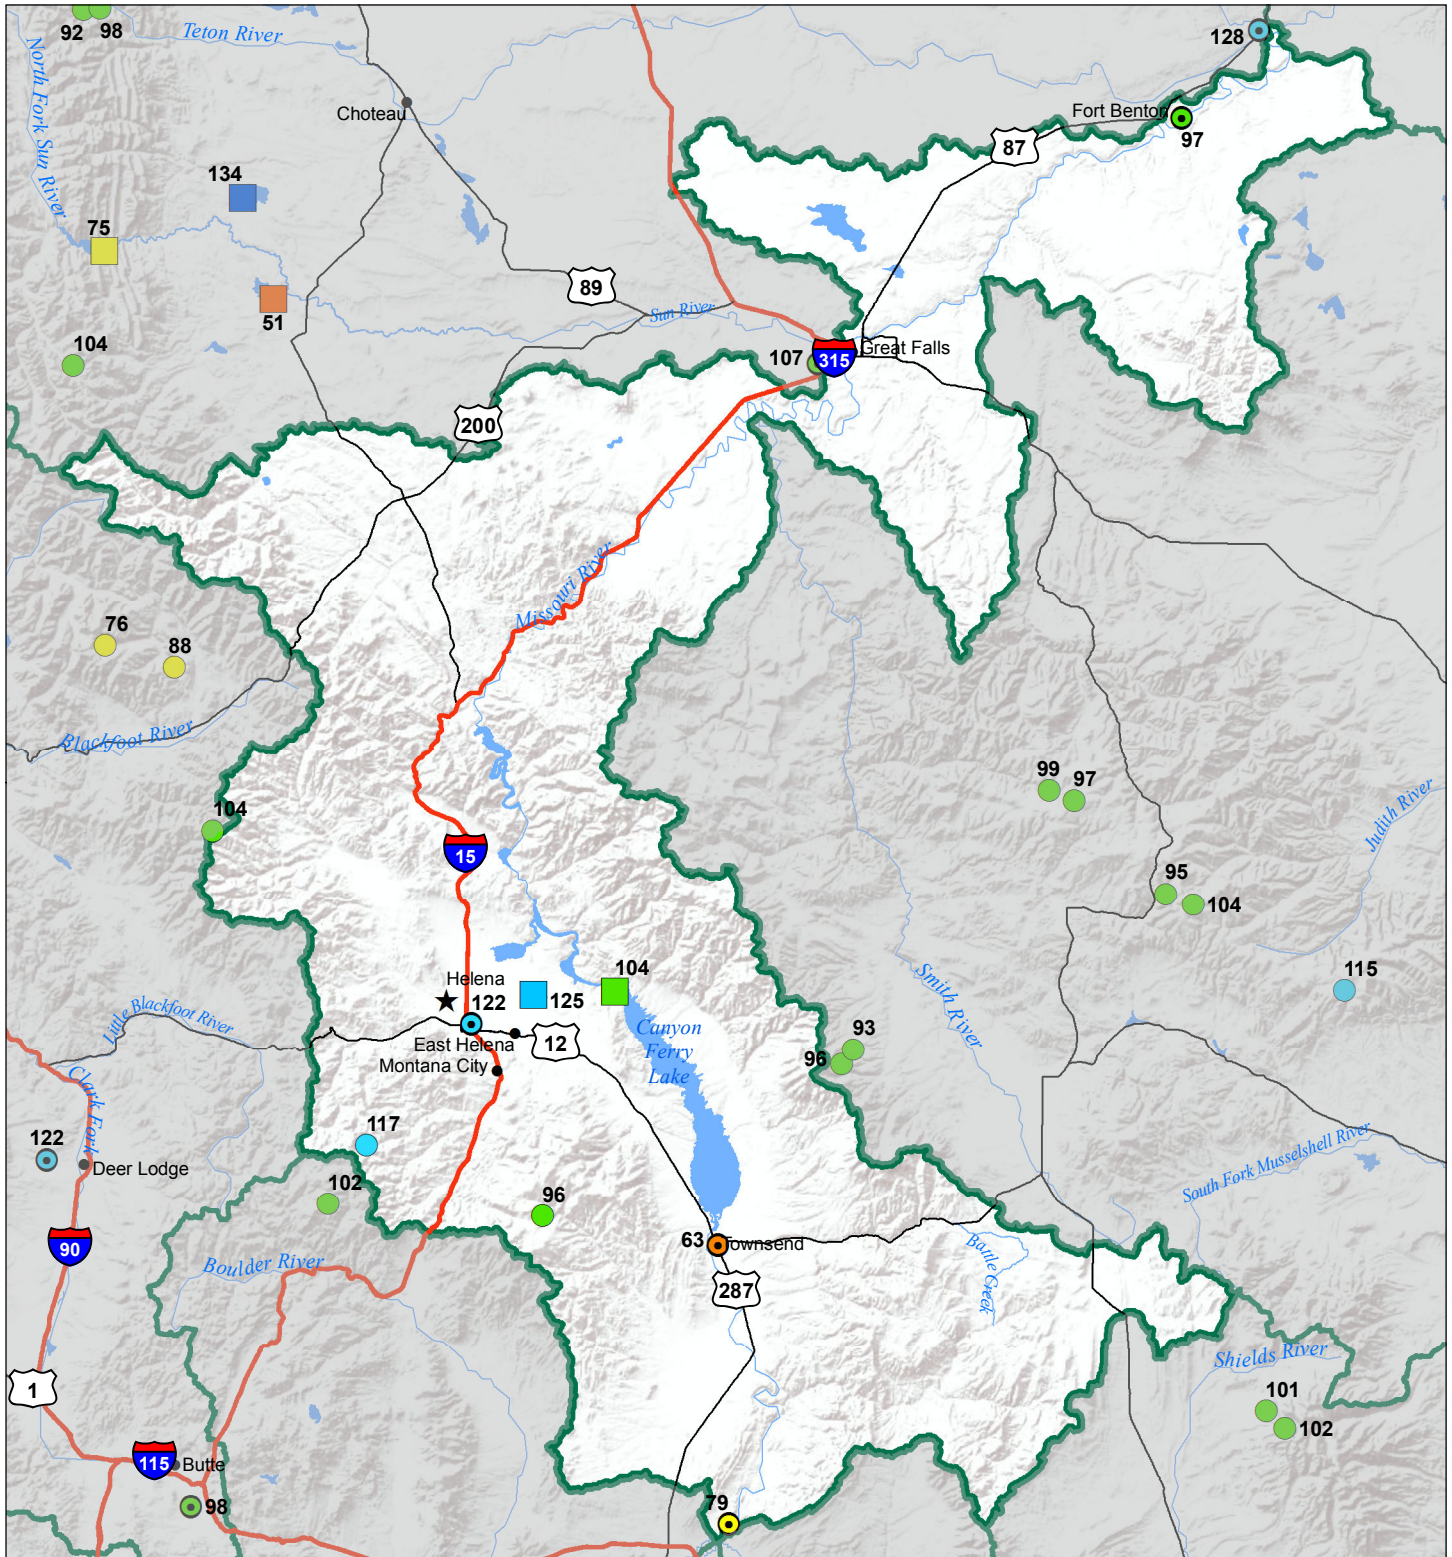 92
98
Teton River
128
North Fork Sun River
Choteau
Fort Benton
87
97
134
75
89
51
Sun River
104
107
315
Great Falls
200
Missouri River
76
88
Blackfoot River
99
97
104
Judith River
15
95
104
Helena
104
125
Smith River
115
122
Little Blackfoot River
East Helena
12
Canyon
Ferry
Lake
93
96
Montana City
Clark Fork
117
122
Deer Lodge
South Fork Musselshell River
102
96
90
63
Townsend
Battle Creek
Boulder River
287
Shields River
1
101
102
115
Butte
98
79